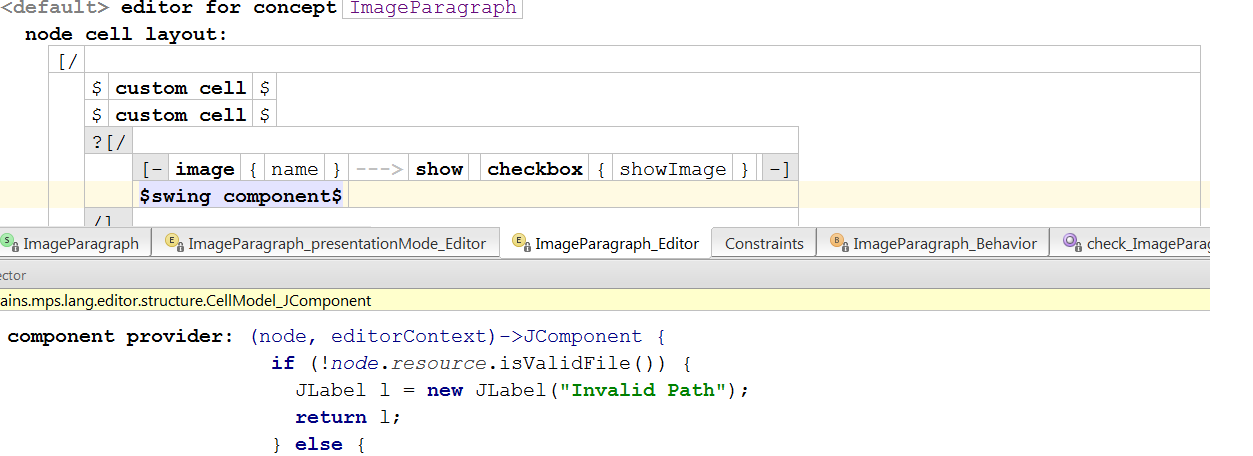 <default> editor for concept ImageParagraph
node cell layout:
[/
$ custom cell $
$ custom cell $
?[/
[- image { name } ---> show checkbox { showImage } -]
$swing component$
/]
S ImageParagraph E ImageParagraph_presentationMode_Editor E ImageParagraph_Editor Constraints B ImageParagraph_Behavior check_ImageParag
ector
ains.mps.lang.editor.structure.CellModel_JComponent
component provider: (node, editorContext)->JComponent {
if (!node.resource.isValidFile()) {
JLabel l = new JLabel("Invalid Path");
return l;
} else {